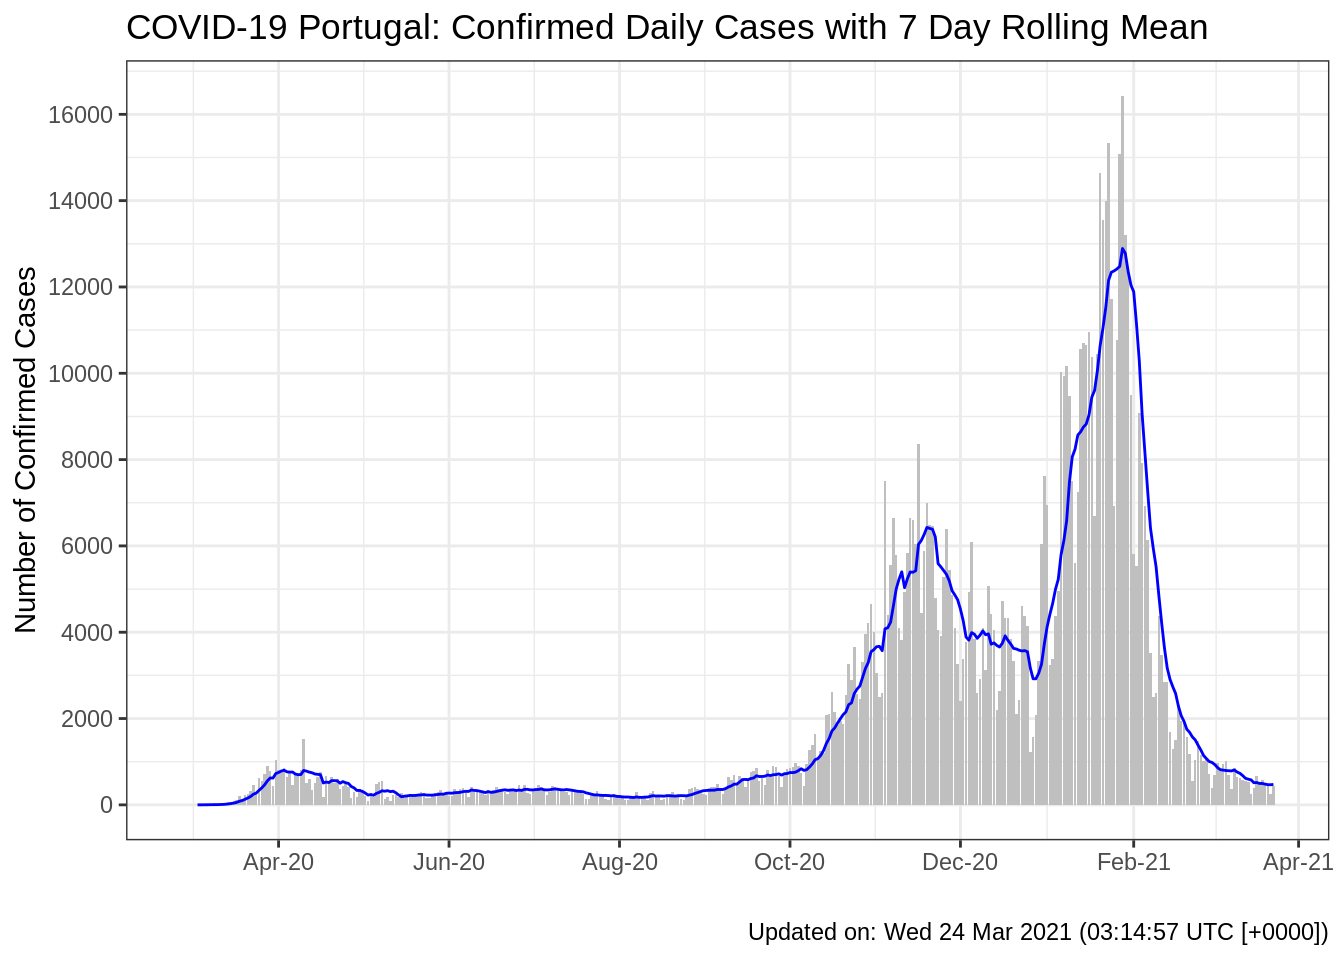 COVID-19 Portugal: Confirmed Daily Cases with 7 Day Rolling Mean
Number of Confirmed Cases
16000
14000
12000
10000
8000
6000
4000
2000
0
Apr-20 Jun-20 Aug-20 Oct-20 Dec-20 Feb-21 Apr-21
Updated on: Wed 24 Mar 2021 (03:14:57 UTC [+0000])